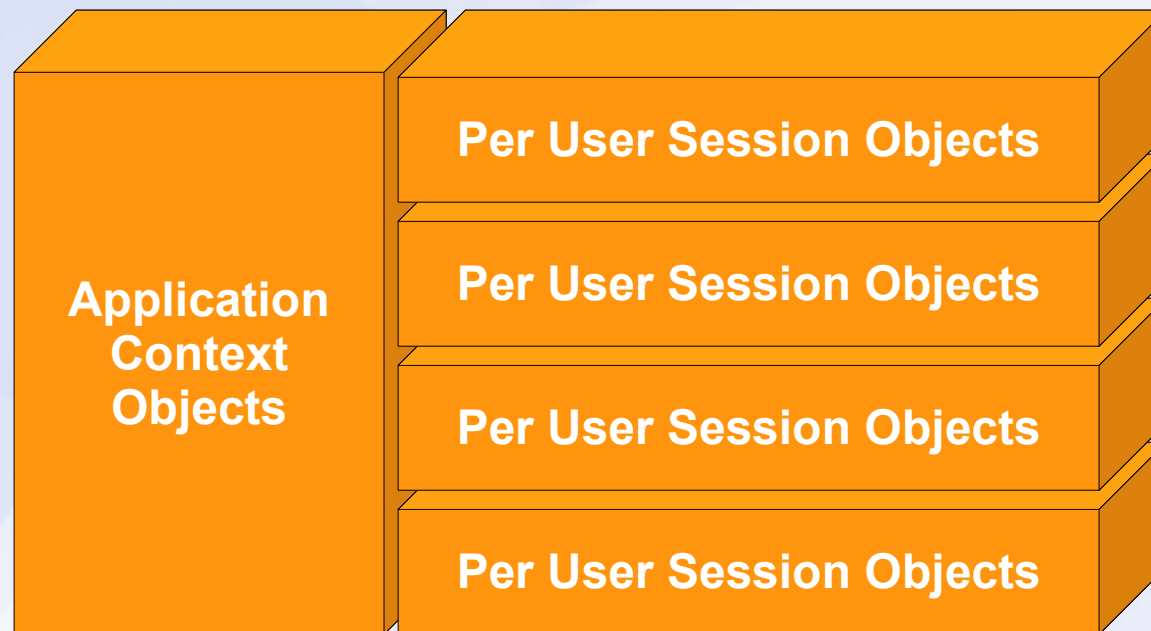 Application
Context
Objects
Per User Session Objects
Per User Session Objects
Per User Session Objects
Per User Session Objects